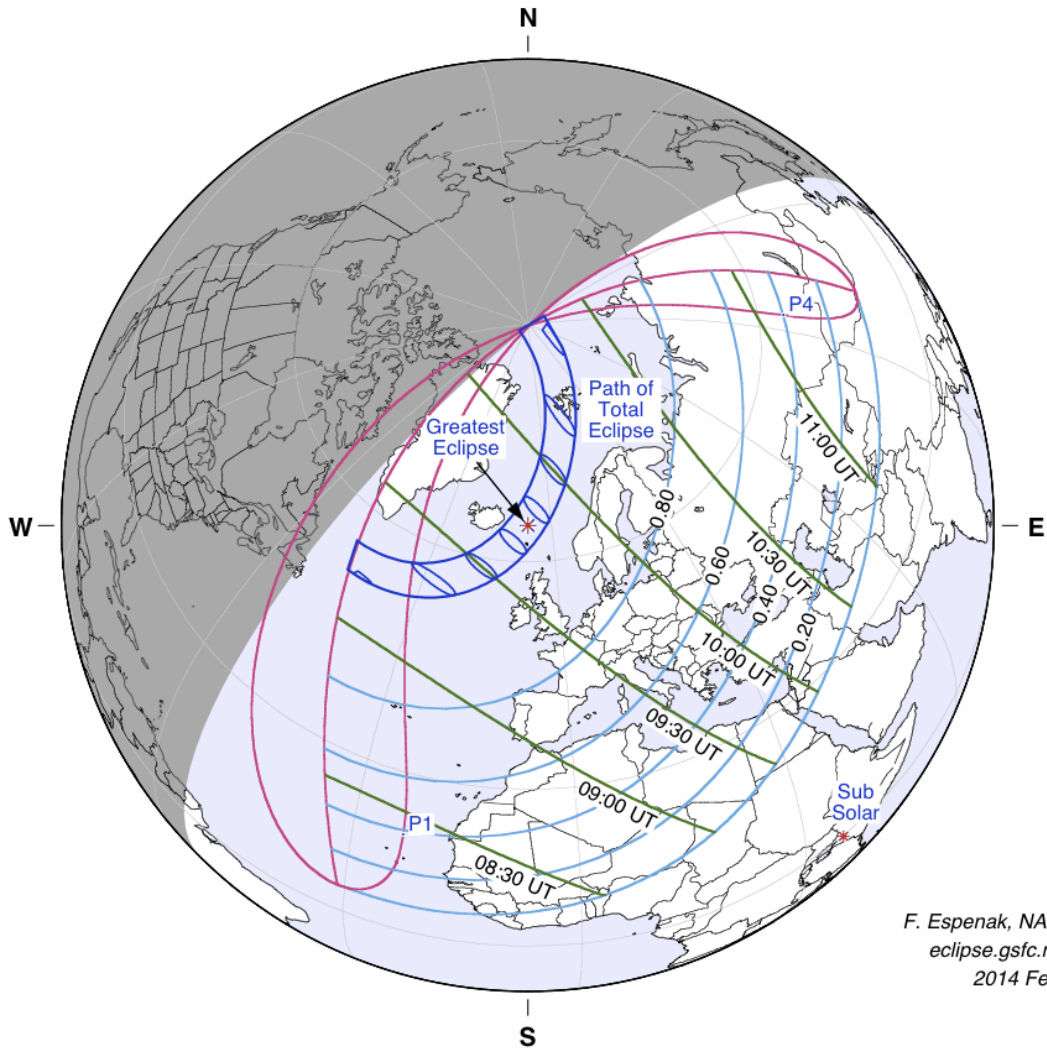 N
P4
Path of
Total
Eclipse
Greatest
Eclipse
11:00 UT
W
E
0.80
0.60
0.40
0.20
10:30 UT
10:00 UT
09:30 UT
09:00 UT
08:30 UT
P1
Sub
Solar
F. Espenak, NA
eclipse.gsfc.
2014 Fe
S